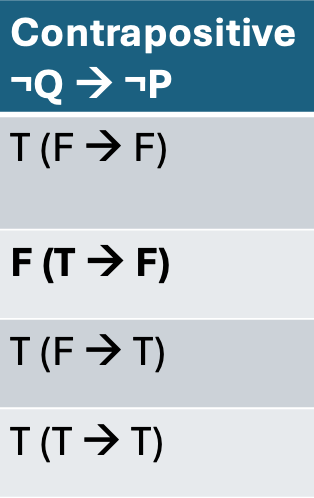 Contrapositive
¬Q → ¬P
T (F → F)
F (T → F)
T (F → T)
T (T → T)